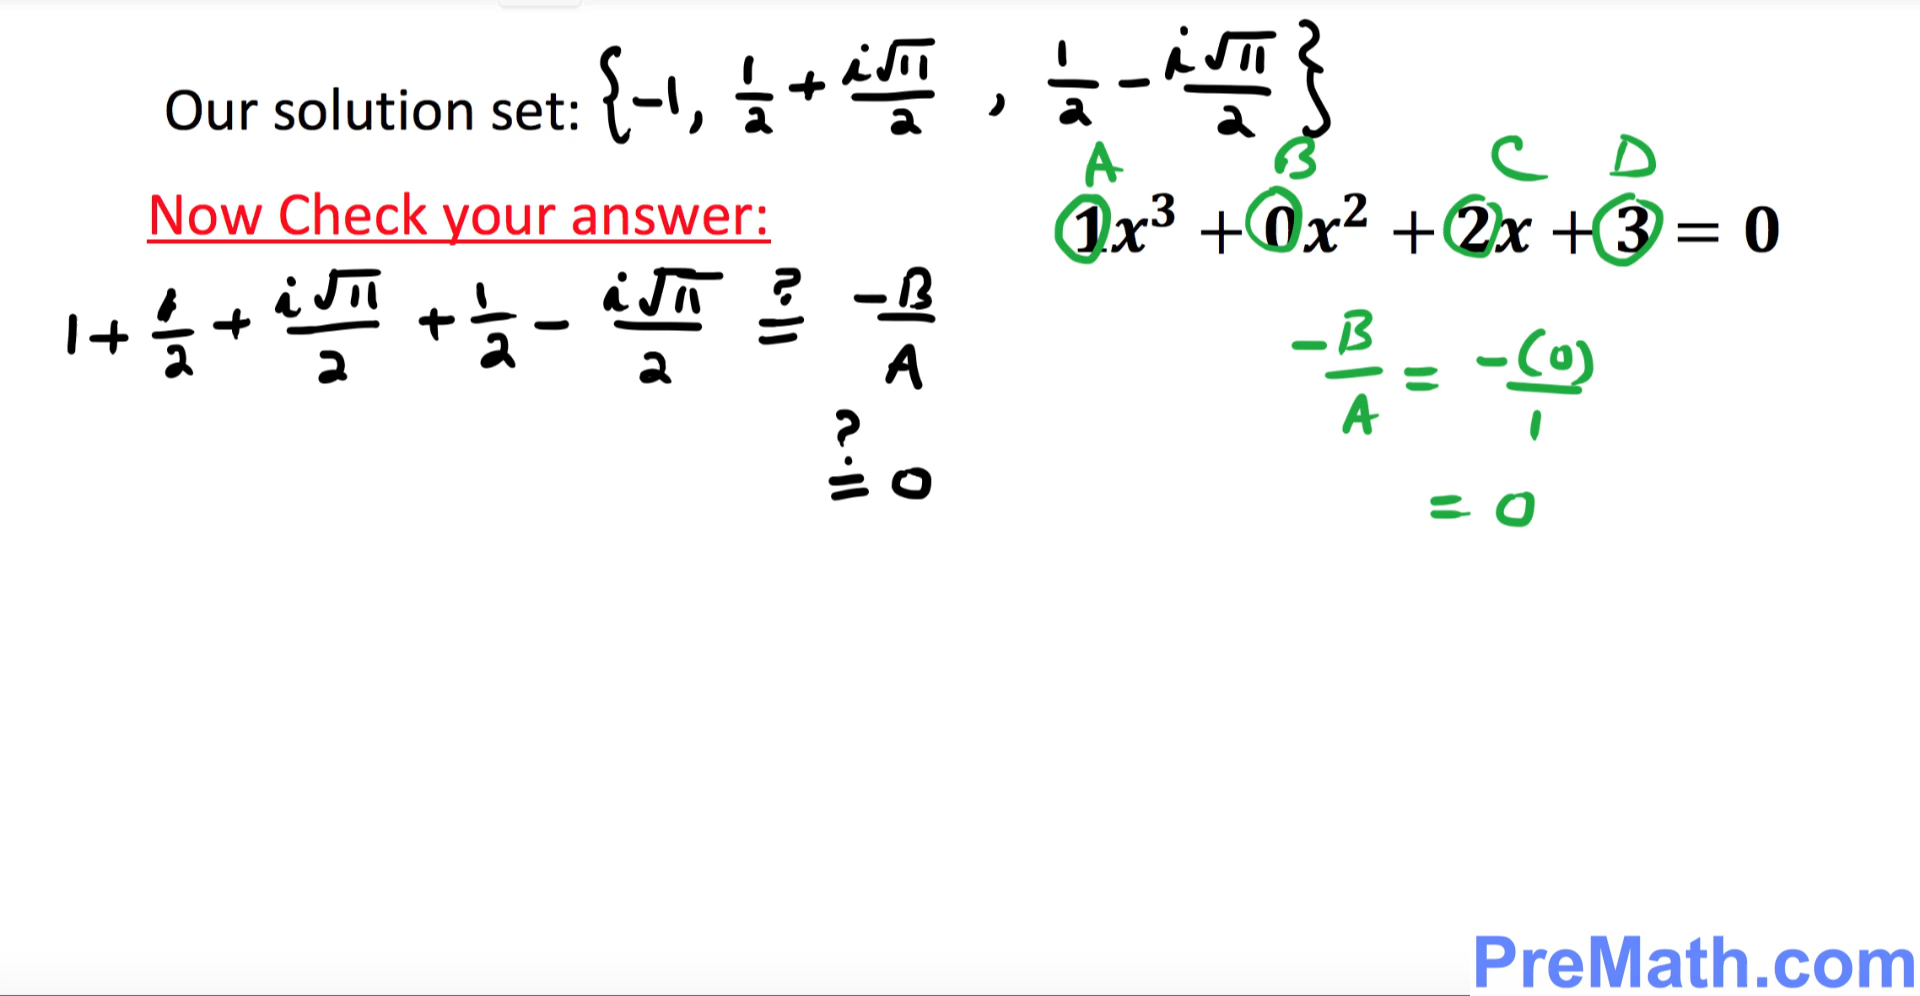 Our solution set: {-1, 1/2 + i√11/2 , 1/2 - i√11/2}
A B C D
Now Check your answer: 1x³ + 0x² + 2x + 3 = 0
1 + 1/2 + i√11/2 + 1/2 - i√11/2 ?= -B/A
-B/A = -(0)/1
?= 0
= 0
PreMath.com